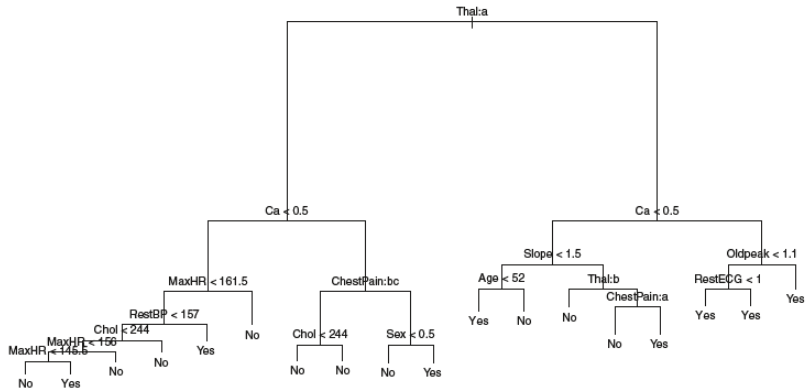 Thal:a
Ca < 0.5
Ca < 0.5
Slope < 1.5
Oldpeak < 1.1
MaxHR < 161.5
ChestPain:bc
Age < 52
Thal:b
RestECG < 1
ChestPain:a
Yes
No
No
Yes
Yes
Yes
RestBP < 157
Chol < 244
MaxHR < 156
MaxHR < 145.5
No
Chol < 244
Sex < 0.5
No
Yes
Yes
No
No
No
Yes
No
No
No
No
Yes